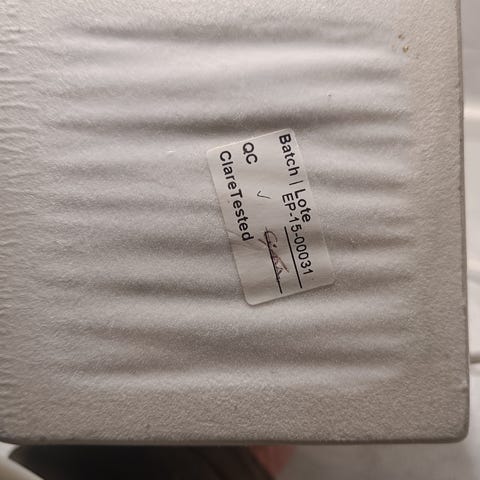 Batch | Lote
EP-15-00031
QC ✓
ClareTested